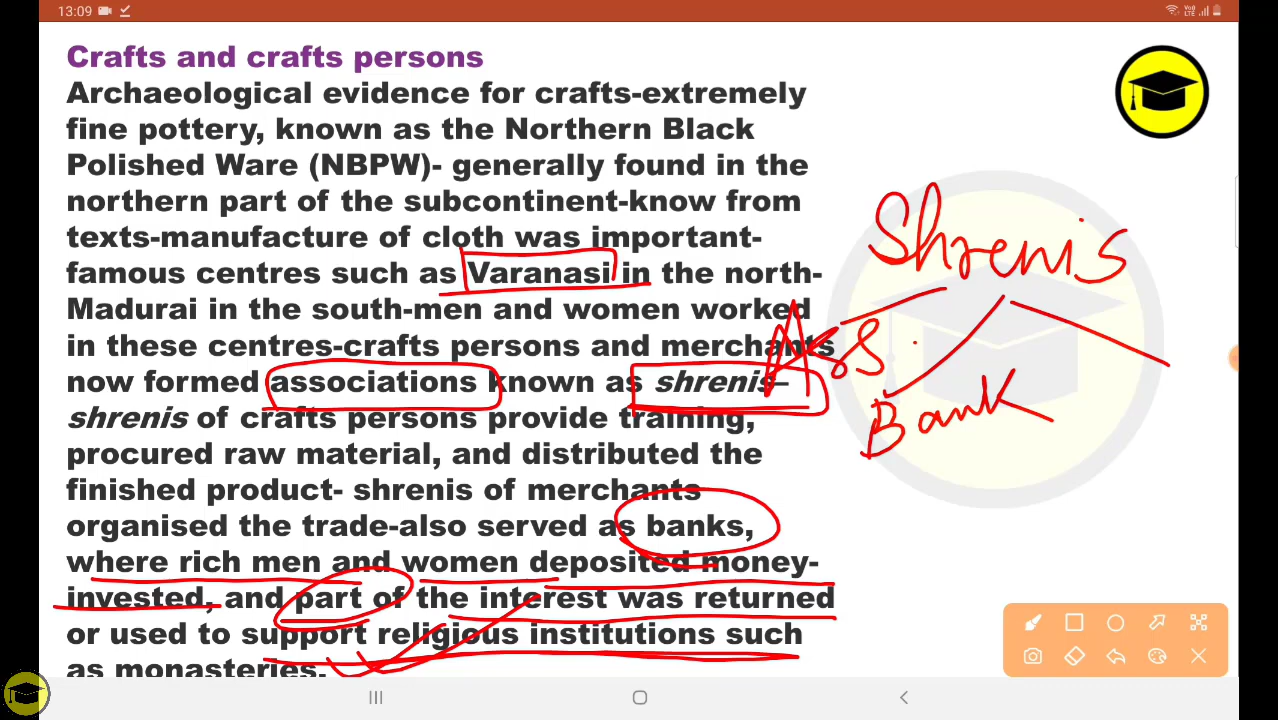 13:09
Crafts and crafts persons
Archaeological evidence for crafts-extremely
fine pottery, known as the Northern Black
Polished Ware (NBPW)- generally found in the
northern part of the subcontinent-know from
texts-manufacture of cloth was important-
famous centres such as Varanasi in the north-
Madurai in the south-men and women worked
in these centres-crafts persons and merchants
now formed associations known as shrenis–
shrenis of crafts persons provide training,
procured raw material, and distributed the
finished product- shrenis of merchants
organised the trade-also served as banks,
where rich men and women deposited money-
invested, and part of the interest was returned
or used to support religious institutions such
as monasteries.
Shrenis
Ass
Bank